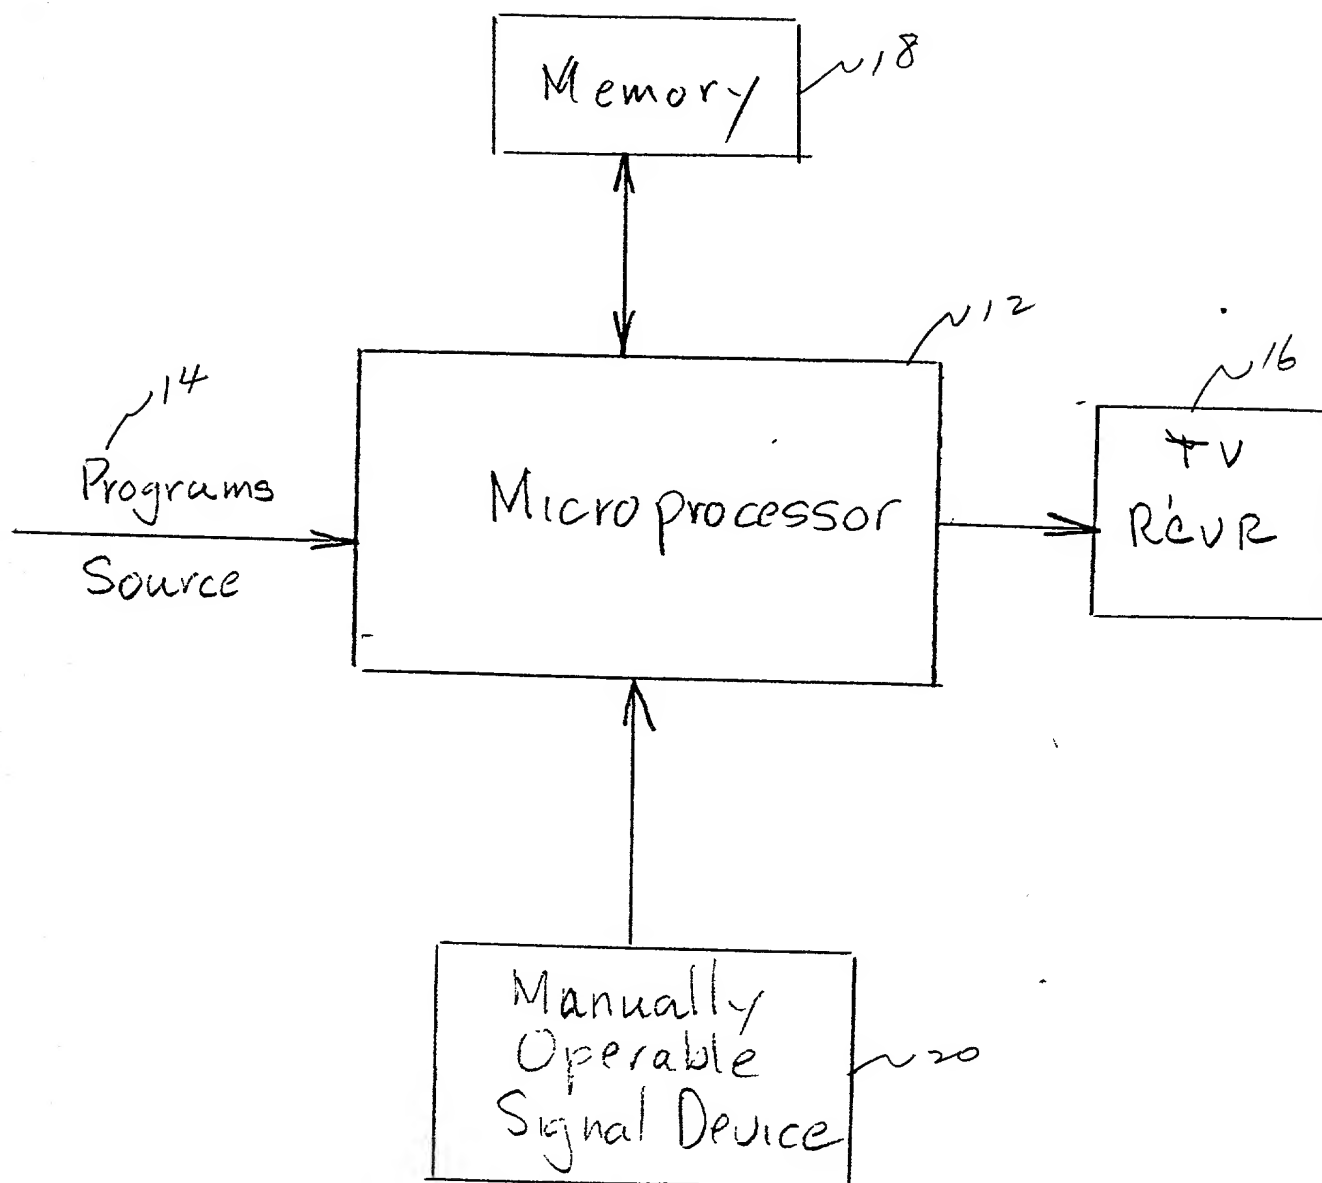 Memory
18
12
16
14
Programs
Source
Microprocessor
TV
RCVR
Manually
Operable
Signal Device
20